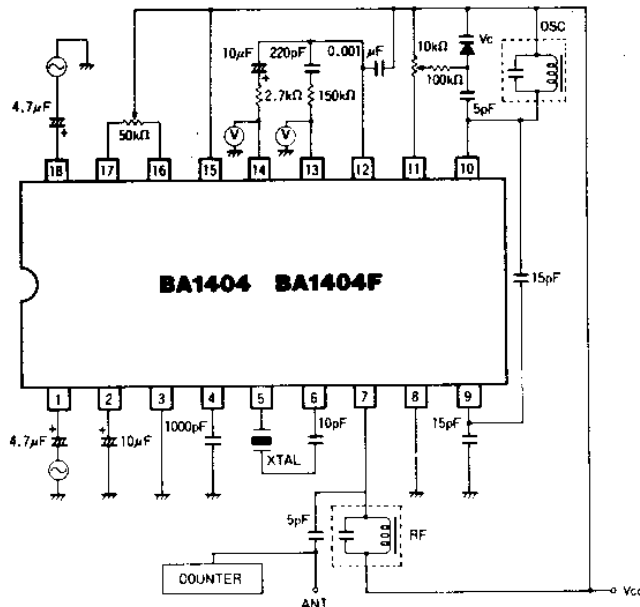 OSC
10μF 220pF 0.001μF 10kΩ Vc
4.7μF + + 2.7kΩ 150kΩ 100kΩ 5pF
50kΩ V V
18 17 16 15 14 13 12 11 10
BA1404 BA1404F
15pF
1 2 3 4 5 6 7 8 9
4.7μF + + 10μF 1000pF XTAL 10pF 15pF
5pF RF
COUNTER
ANT
Vcc